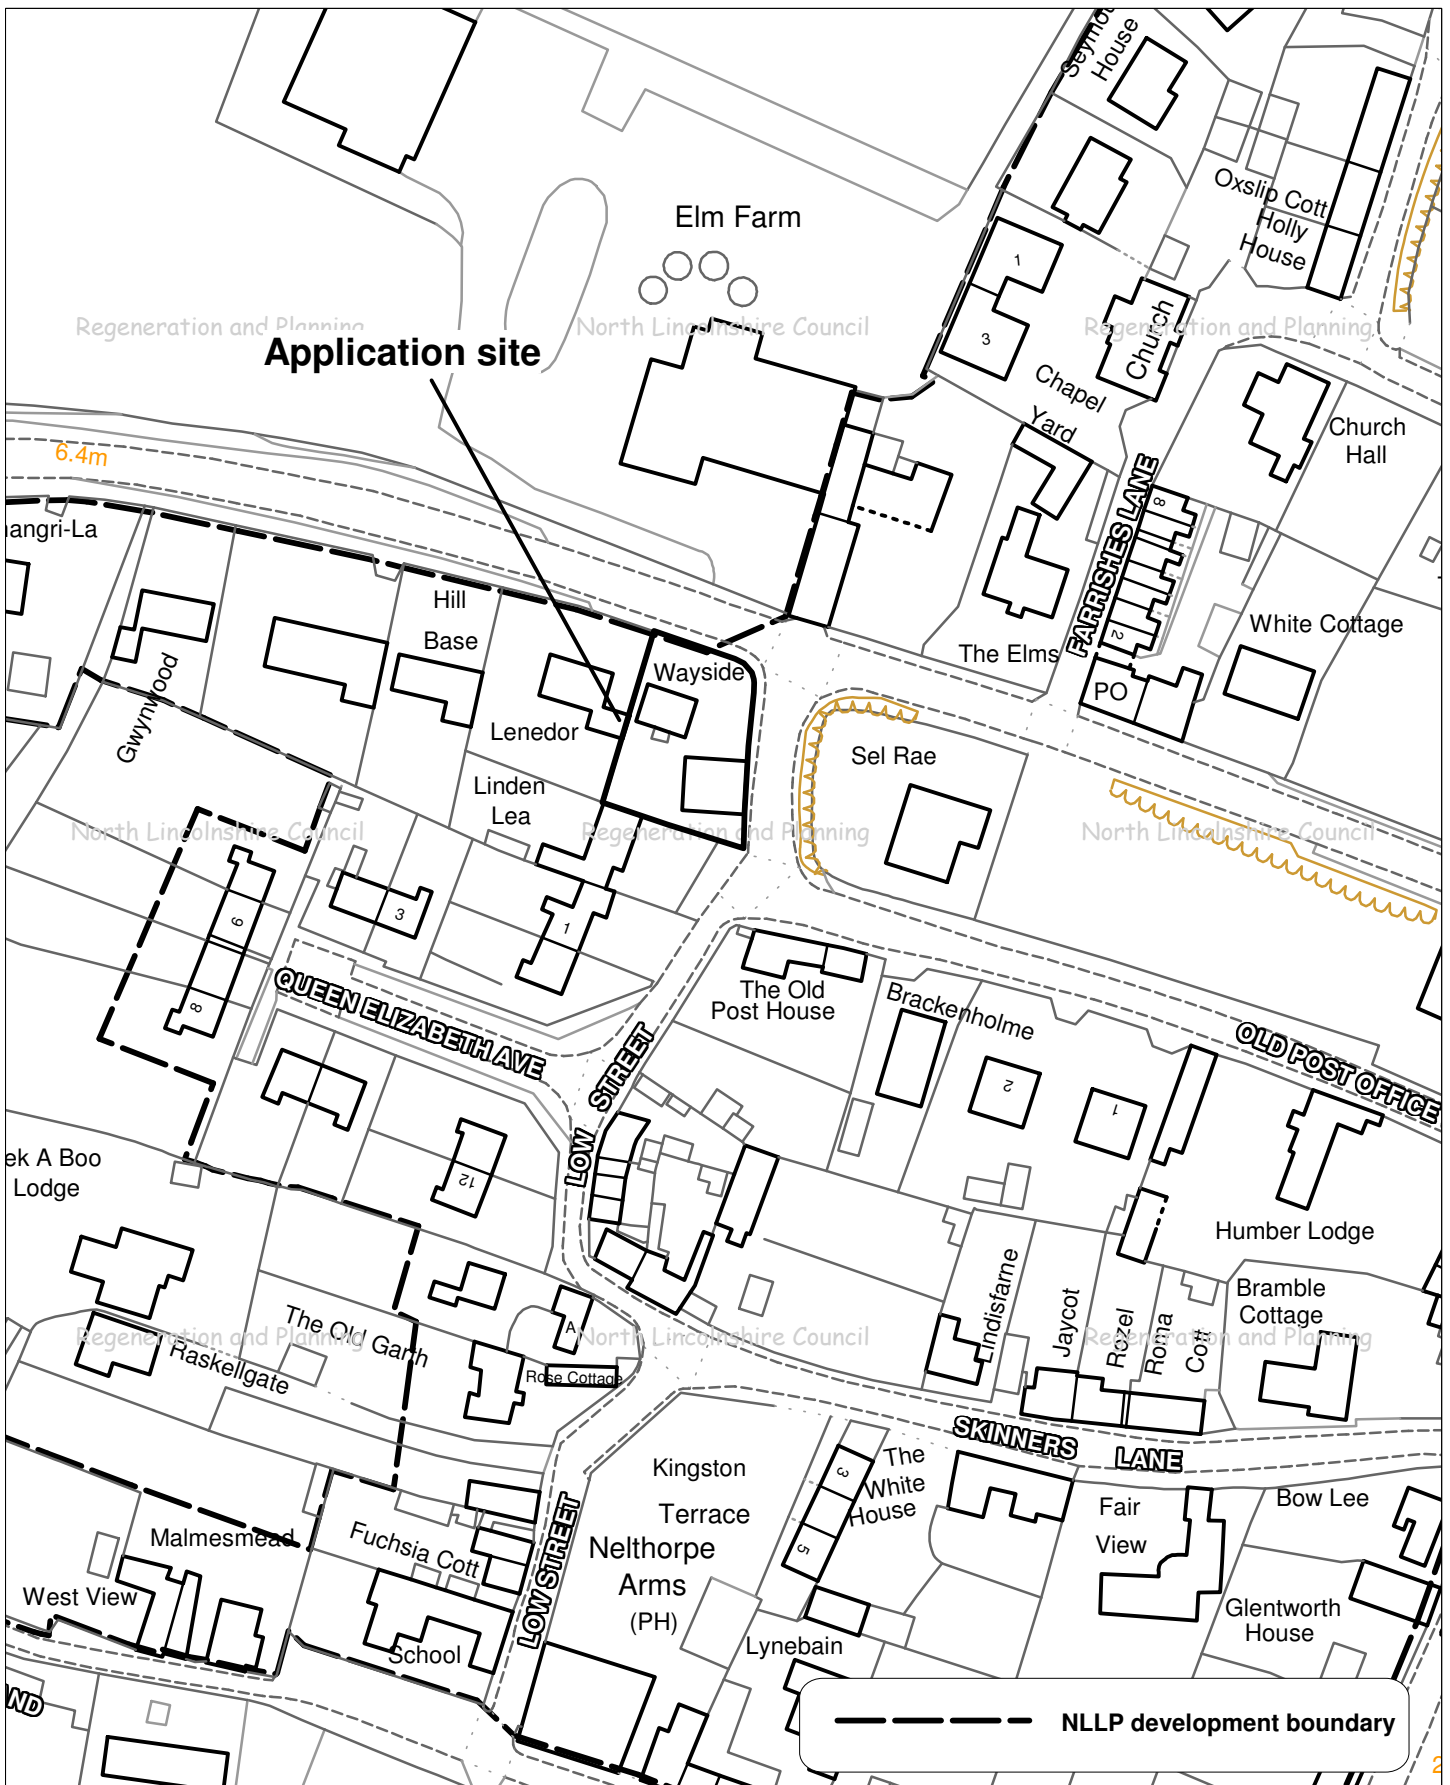 Seymour
House
Oxslip Cott
Holly
House
Elm Farm
1
3
Church
Regeneration and Planning
North Lincolnshire Council
Regeneration and Planning
Application site
Chapel
Yard
Church
Hall
6.4m
FARRISHES LANE
8
2
angri-La
Hill
Base
White Cottage
The Elms
Wayside
PO
Gwynwood
Lenedor
Sel Rae
Linden
Lea
North Lincolnshire Council
Regeneration and Planning
North Lincolnshire Council
3
1
6
8
QUEEN ELIZABETH AVE
The Old
Post House
Brackenholme
LOW STREET
OLD POST OFFICE
2
1
ek A Boo
Lodge
12
Humber Lodge
Lindisfarne
Jaycot
Rozel
Rona
Cott
Bramble
Cottage
The Old Garth
A
Regeneration and Planning
North Lincolnshire Council
Regeneration and Planning
Raskellgate
Rose Cottage
SKINNERS LANE
Kingston
Terrace
3
5
The
White
House
Fair
View
Bow Lee
Malmesmead
Fuchsia Cott
LOW STREET
Nelthorpe
Arms
(PH)
West View
Glentworth
House
School
Lynebain
AND
NLLP development boundary
2